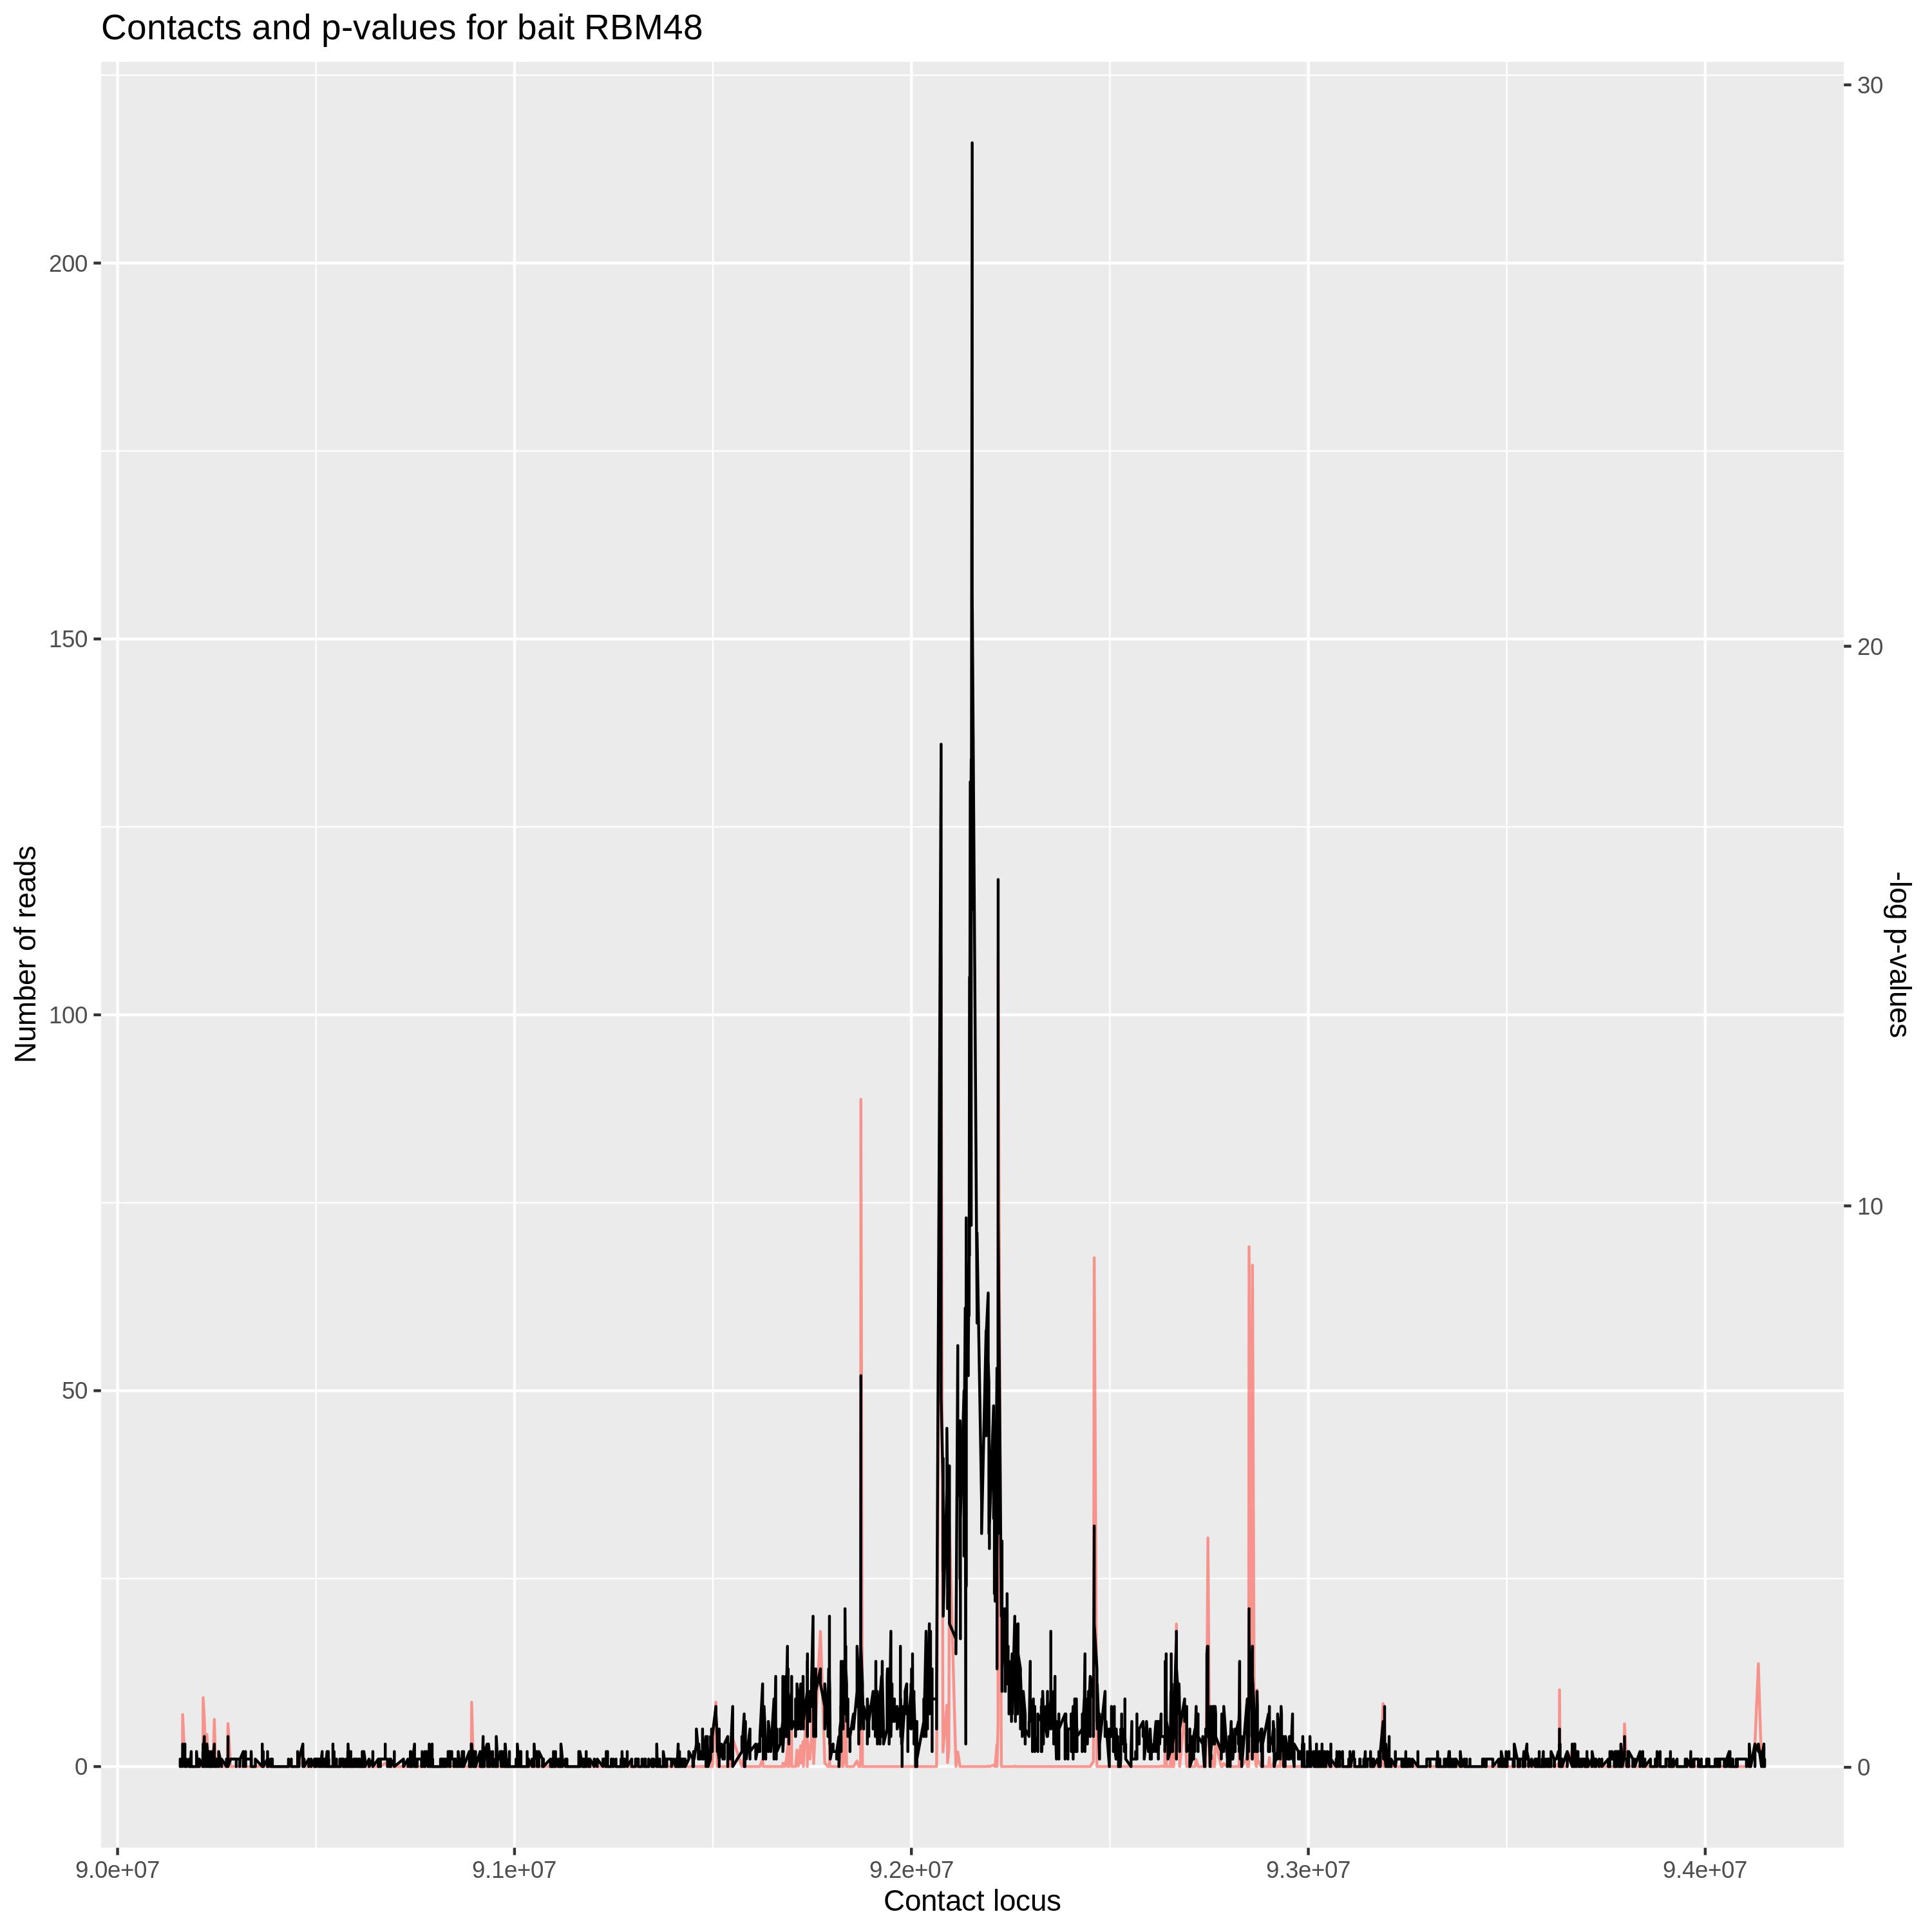 Contacts and p-values for bait RBM48
200
150
100
50
0
Number of reads
30
20
10
0
-log p-values
9.0e+07
9.1e+07
9.2e+07
9.3e+07
9.4e+07
Contact locus